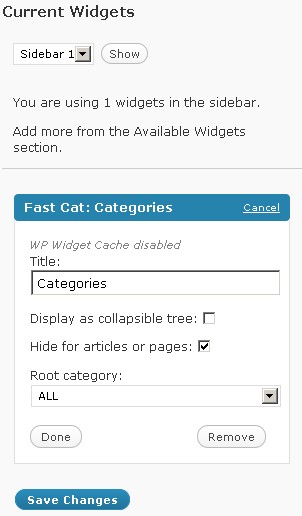 Current Widgets
Sidebar 1 Show
You are using 1 widgets in the sidebar.
Add more from the Available Widgets
section.
Fast Cat: Categories Cancel
WP Widget Cache disabled
Title:
Categories
Display as collapsible tree:
Hide for articles or pages:
Root category:
ALL
Done Remove
Save Changes